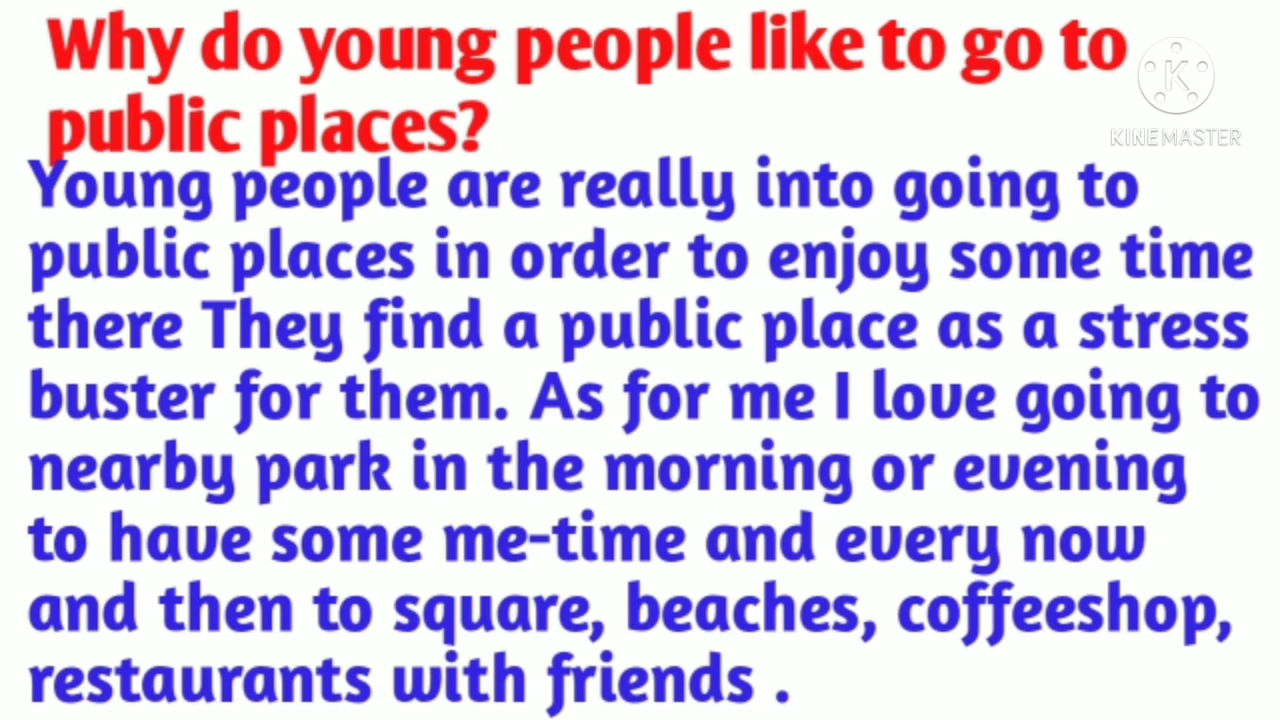 Why do young people like to go to
public places?
K
KINEMASTER
Young people are really into going to
public places in order to enjoy some time
there They find a public place as a stress
buster for them. As for me I love going to
nearby park in the morning or evening
to have some me-time and every now
and then to square, beaches, coffeeshop,
restaurants with friends .